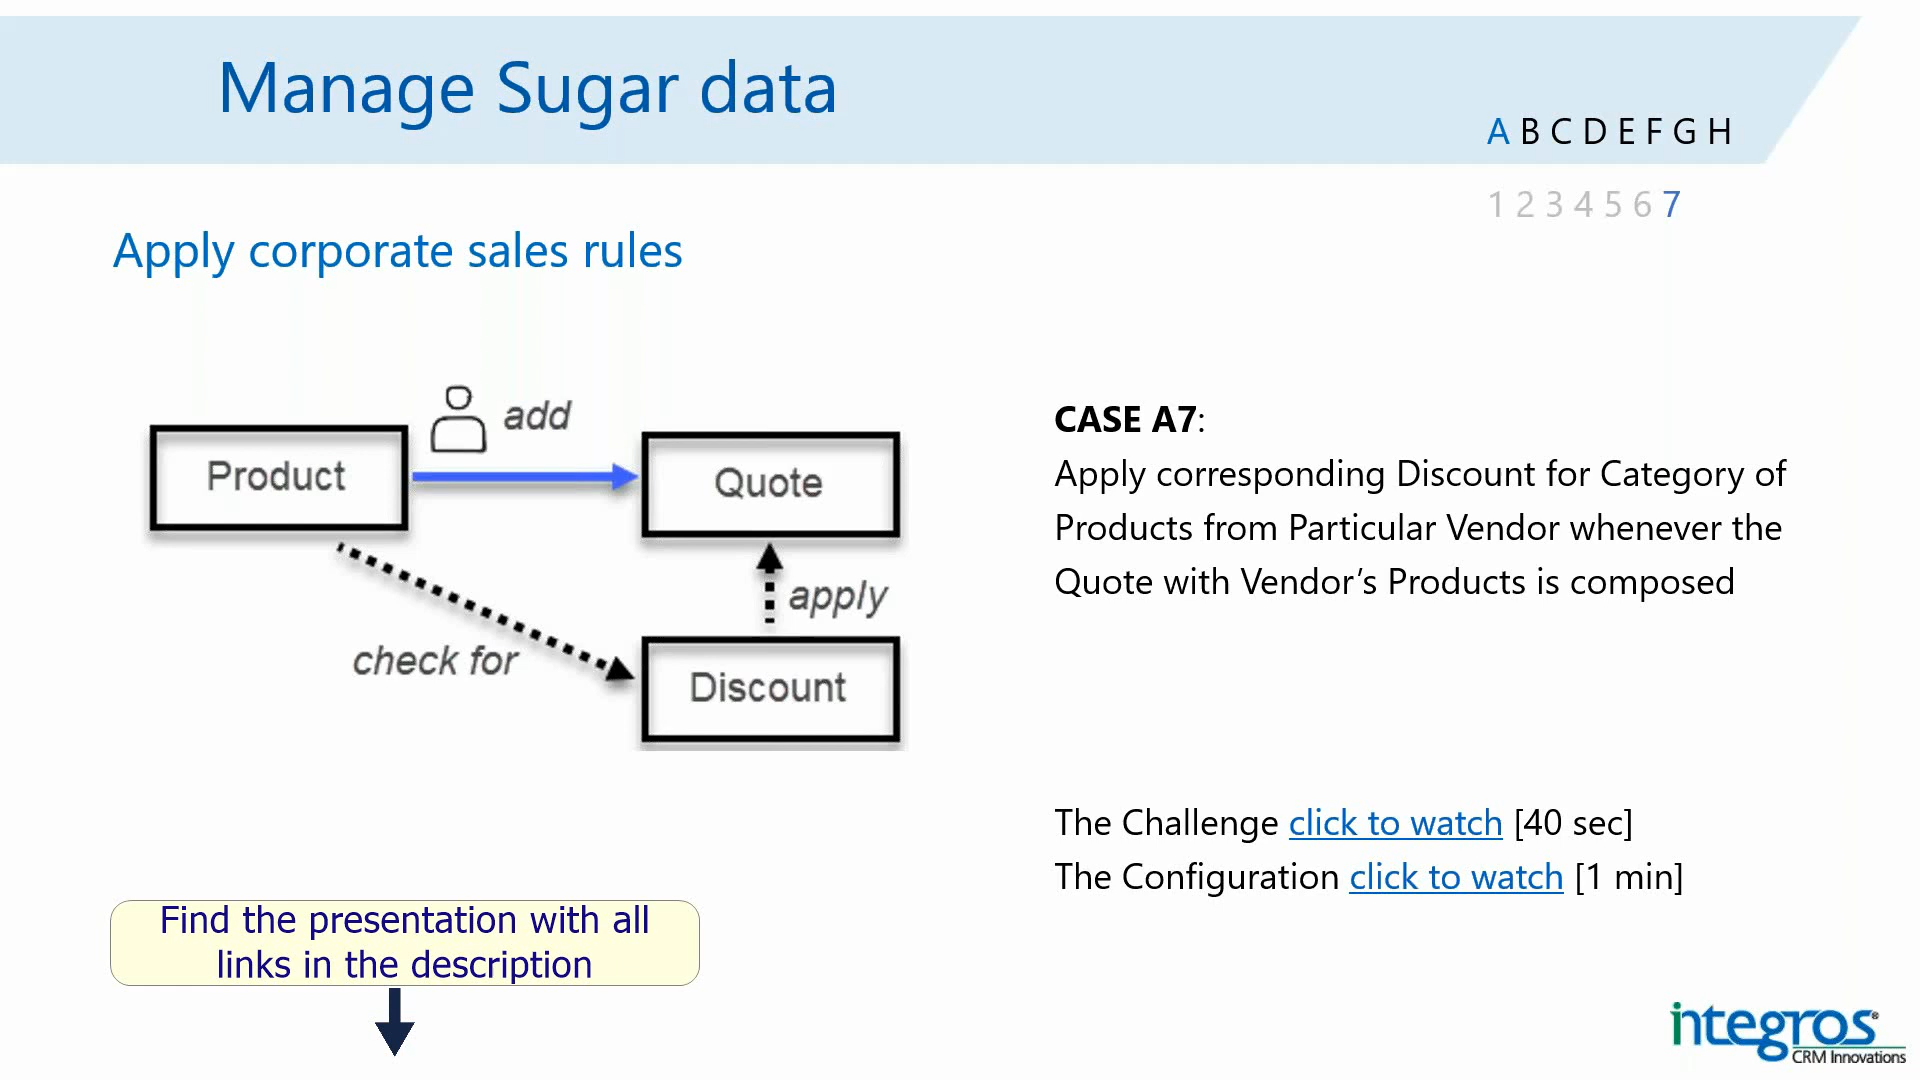 Manage Sugar data
A B C D E F G H
1 2 3 4 5 6 7
Apply corporate sales rules
add
Product
Quote
apply
check for
Discount
CASE A7:
Apply corresponding Discount for Category of
Products from Particular Vendor whenever the
Quote with Vendor’s Products is composed
The Challenge click to watch [40 sec]
The Configuration click to watch [1 min]
Find the presentation with all
links in the description
integros®
CRM Innovations